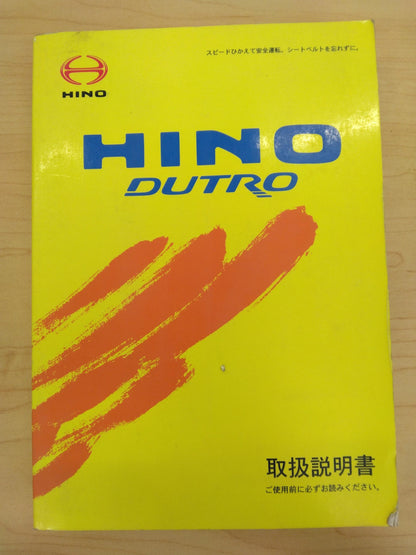 スピードひかえて安全運転、シートベルトを忘れずに。
HINO
HINO
DUTRO
取扱説明書
ご使用前に必ずお読みください。